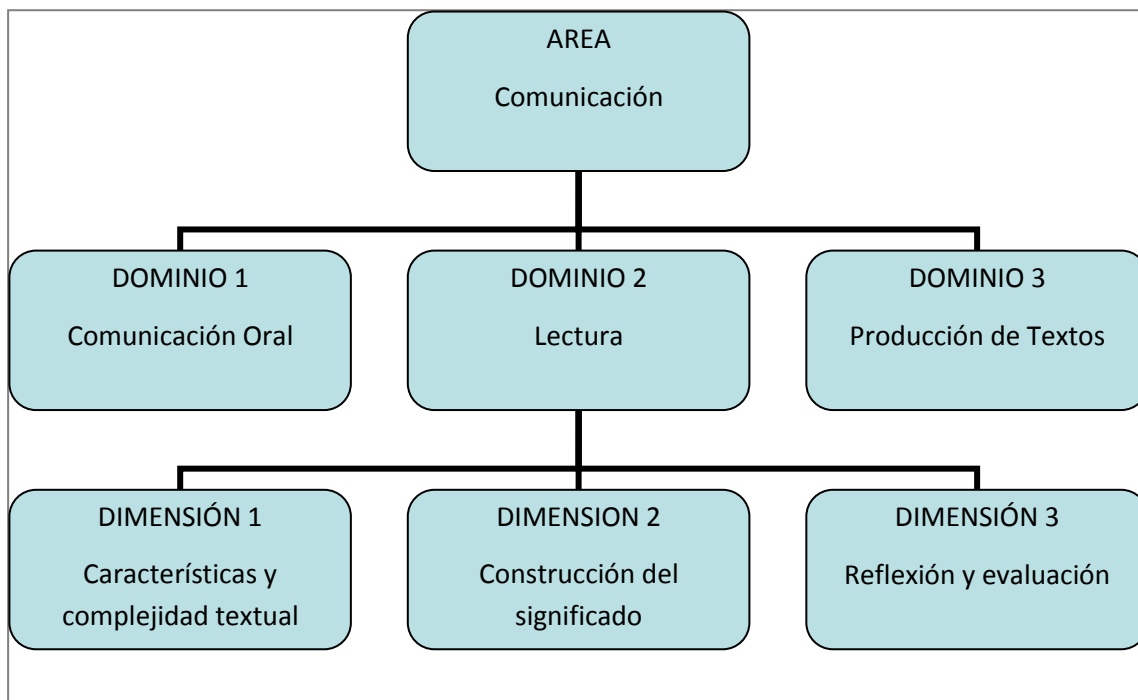 AREA
Comunicación
DOMINIO 1
Comunicación Oral
DOMINIO 2
Lectura
DOMINIO 3
Producción de Textos
DIMENSIÓN 1
Características y
complejidad textual
DIMENSION 2
Construcción del
significado
DIMENSIÓN 3
Reflexión y evaluación